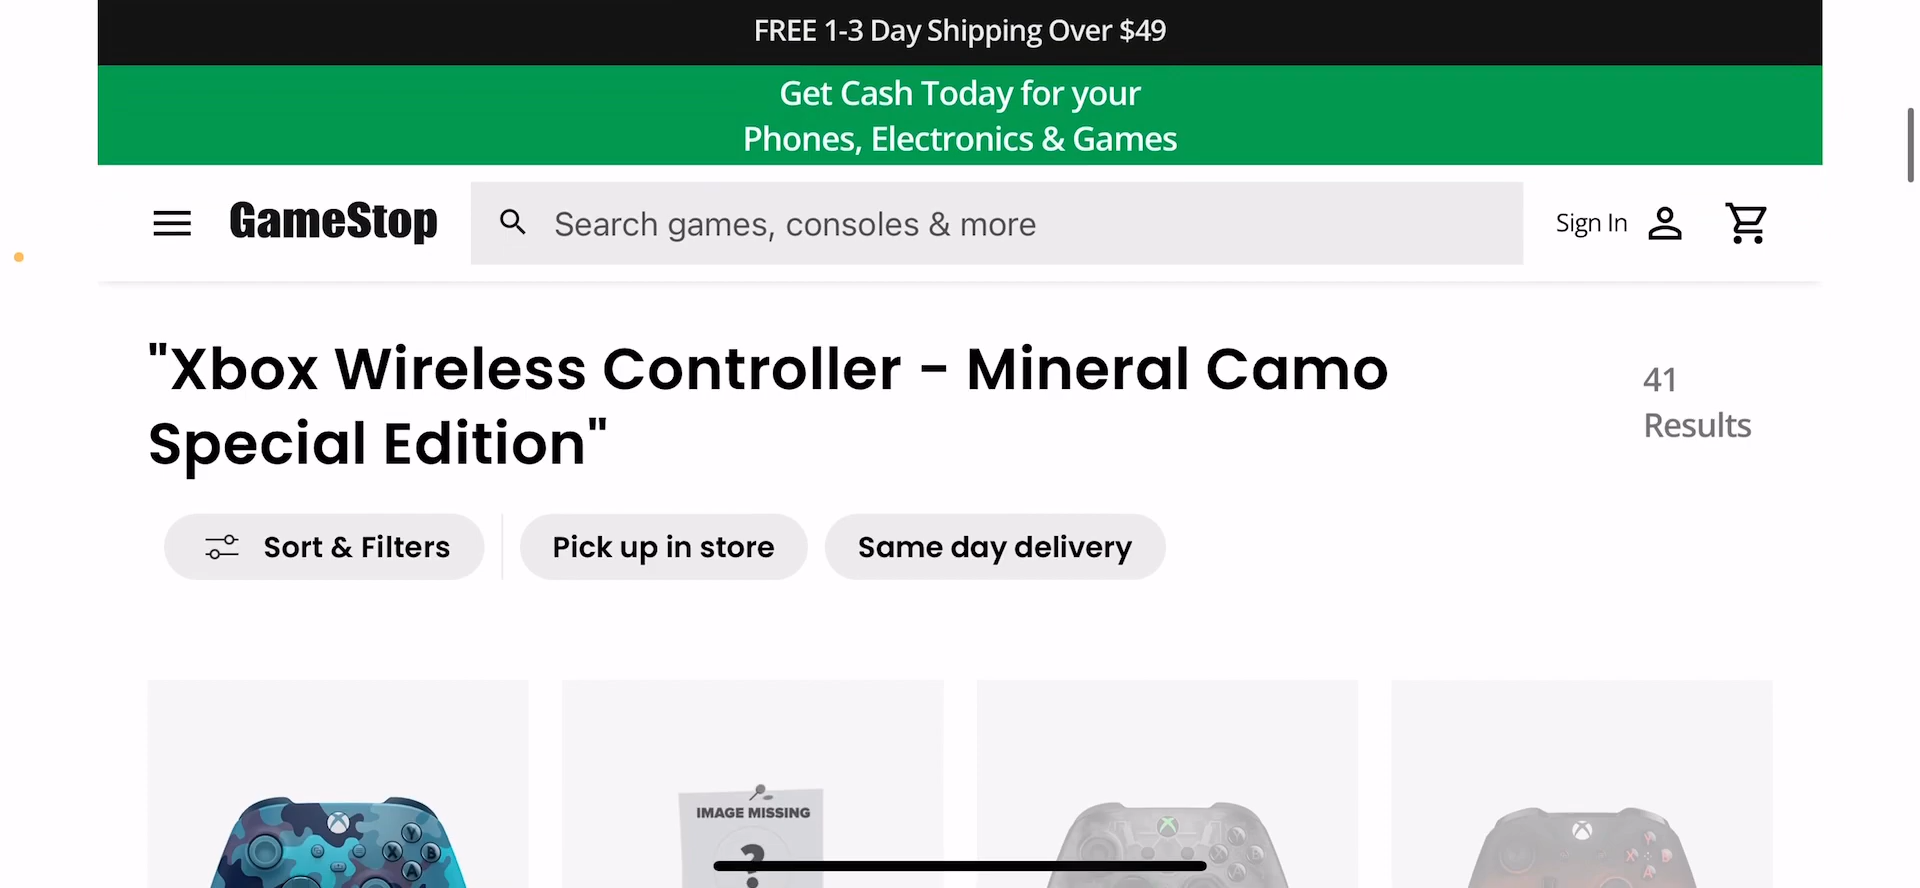 FREE 1-3 Day Shipping Over $49
Get Cash Today for your
Phones, Electronics & Games
GameStop
Search games, consoles & more
Sign In
"Xbox Wireless Controller - Mineral Camo
Special Edition"
41
Results
Sort & Filters
Pick up in store
Same day delivery
IMAGE MISSING
?
Y
X
B
A